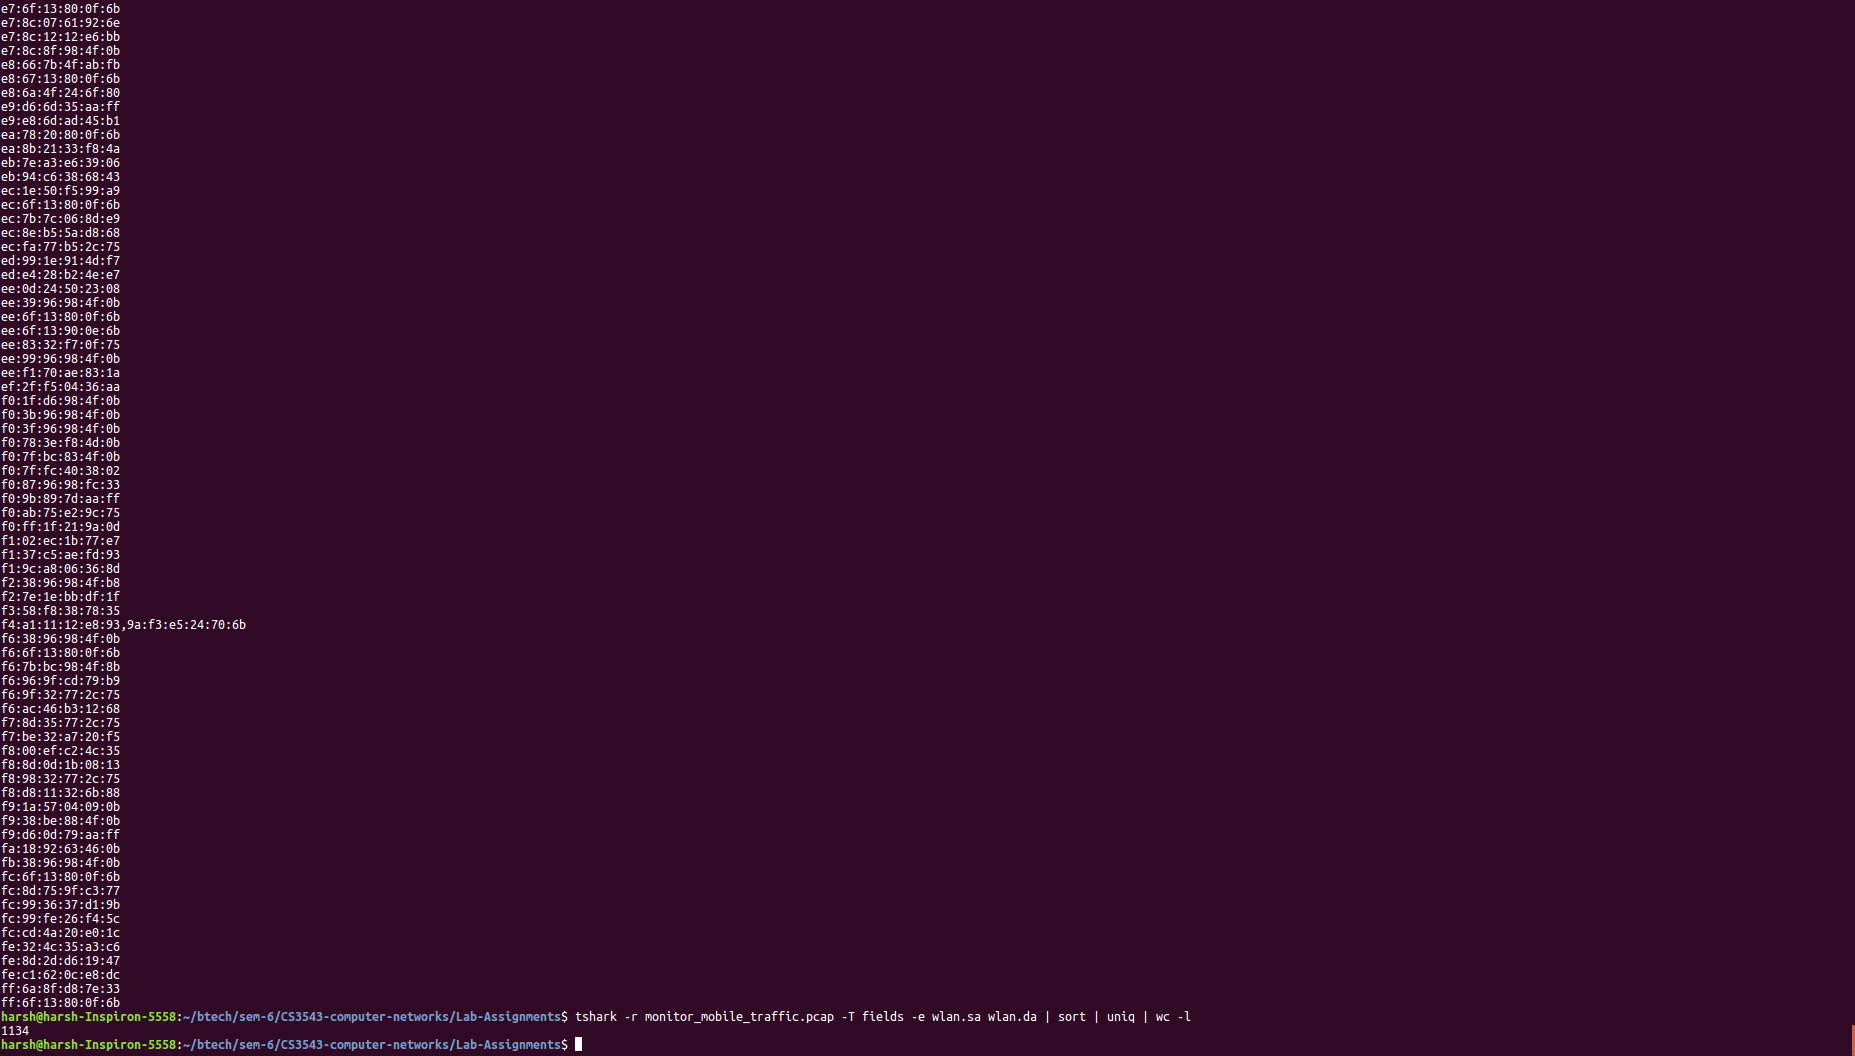 e7:6f:13:80:0f:6b
e7:8c:07:61:92:6e
e7:8c:12:12:e6:bb
e7:8c:8f:98:4f:0b
e8:66:7b:4f:ab:fb
e8:67:13:80:0f:6b
e8:6a:4f:24:6f:80
e9:d6:6d:35:aa:ff
e9:e8:6d:ad:45:b1
ea:78:20:80:0f:6b
ea:8b:21:33:f8:4a
eb:7e:a3:e6:39:06
eb:94:c6:38:68:43
ec:1e:50:f5:99:a9
ec:6f:13:80:0f:6b
ec:7b:7c:06:8d:e9
ec:8e:b5:5a:d8:68
ec:fa:77:b5:2c:75
ed:99:1e:91:4d:f7
ed:e4:28:b2:4e:e7
ee:0d:24:50:23:08
ee:39:96:98:4f:0b
ee:6f:13:80:0f:6b
ee:6f:13:90:0e:6b
ee:83:32:f7:0f:75
ee:99:96:98:4f:0b
ee:f1:70:ae:83:1a
ef:2f:f5:04:36:aa
f0:1f:d6:98:4f:0b
f0:3b:96:98:4f:0b
f0:3f:96:98:4f:0b
f0:78:3e:f8:4d:0b
f0:7f:bc:83:4f:0b
f0:7f:fc:40:38:02
f0:87:96:98:fc:33
f0:9b:89:7d:aa:ff
f0:ab:75:e2:9c:75
f0:ff:1f:21:9a:0d
f1:02:ec:1b:77:e7
f1:37:c5:ae:fd:93
f1:9c:a8:06:36:8d
f2:38:96:98:4f:b8
f2:7e:1e:bb:df:1f
f3:58:f8:38:78:35
f4:a1:11:12:e8:93,9a:f3:e5:24:70:6b
f6:38:96:98:4f:0b
f6:6f:13:80:0f:6b
f6:7b:bc:98:4f:8b
f6:96:9f:cd:79:b9
f6:9f:32:77:2c:75
f6:ac:46:b3:12:68
f7:8d:35:77:2c:75
f7:be:32:a7:20:f5
f8:00:ef:c2:4c:35
f8:8d:0d:1b:08:13
f8:98:32:77:2c:75
f8:d8:11:32:6b:88
f9:1a:57:04:09:0b
f9:38:be:88:4f:0b
f9:d6:0d:79:aa:ff
fa:18:92:63:46:0b
fb:38:96:98:4f:0b
fc:6f:13:80:0f:6b
fc:8d:75:9f:c3:77
fc:99:36:37:d1:9b
fc:99:fe:26:f4:5c
fc:cd:4a:20:e0:1c
fe:32:4c:35:a3:c6
fe:8d:2d:d6:19:47
fe:c1:62:0c:e8:dc
ff:6a:8f:d8:7e:33
ff:6f:13:80:0f:6b
harsh@harsh-Inspiron-5558:~/btech/sem-6/CS3543-computer-networks/Lab-Assignments$ tshark -r monitor_mobile_traffic.pcap -T fields -e wlan.sa wlan.da | sort | uniq | wc -l
1134
harsh@harsh-Inspiron-5558:~/btech/sem-6/CS3543-computer-networks/Lab-Assignments$